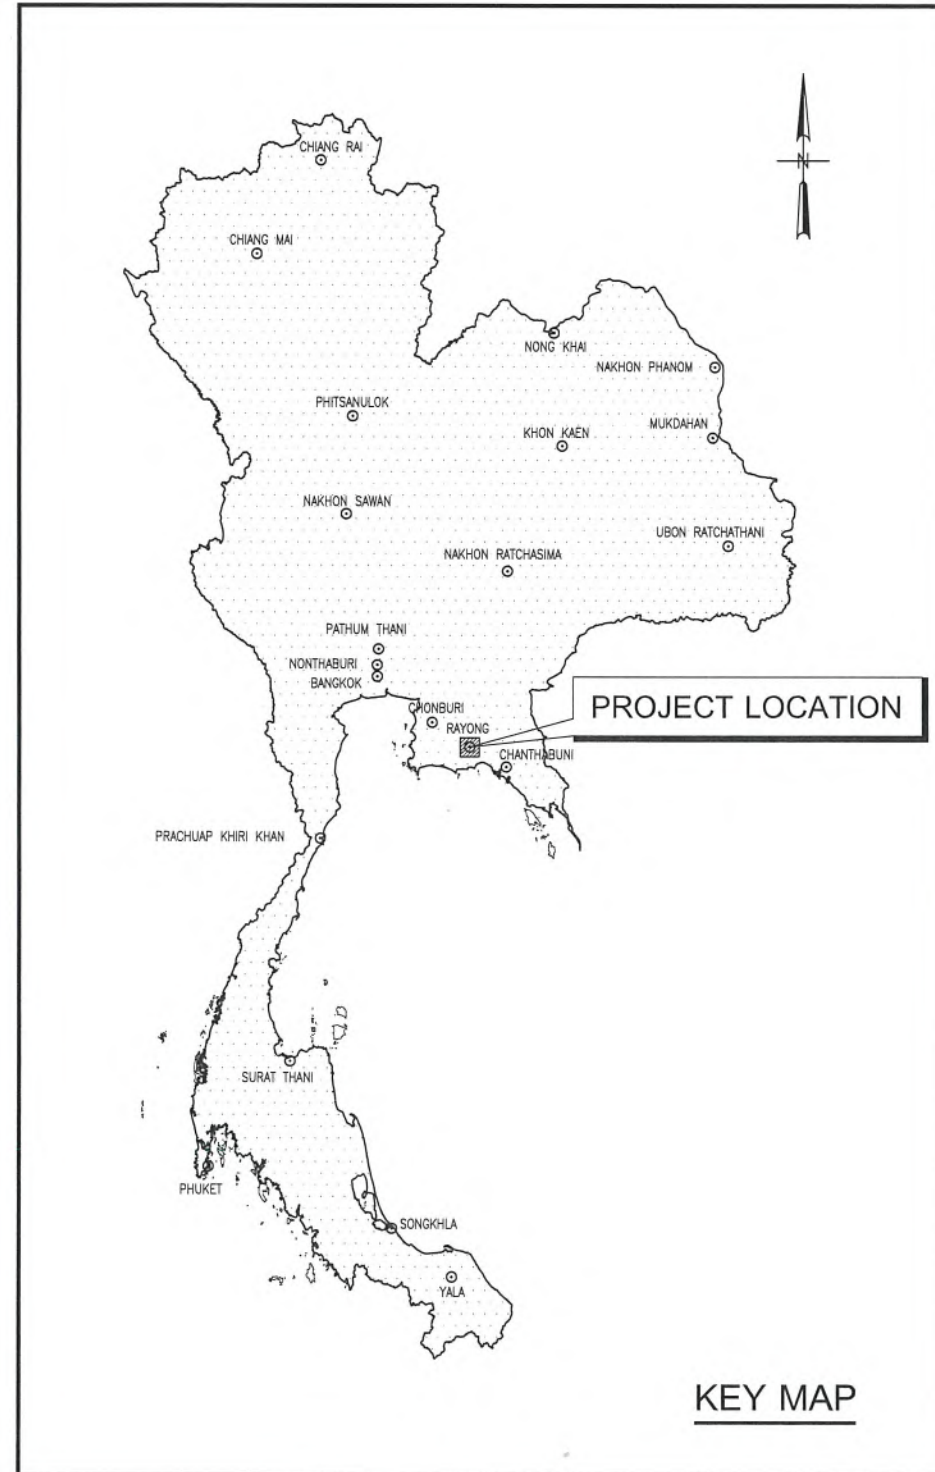 CHIANG RAI
N
CHIANG MAI
NONG KHAI
NAKHON PHANOM
PHITSANULOK
MUKDAHAN
KHON KAEN
NAKHON SAWAN
UBON RATCHATHANI
NAKHON RATCHASIMA
PATHUM THANI
NONTHABURI
BANGKOK
PROJECT LOCATION
CHONBURI
RAYONG
CHANTHABUNI
PRACHUAP KHIRI KHAN
SURAT THANI
PHUKET
SONGKHLA
YALA
KEY MAP